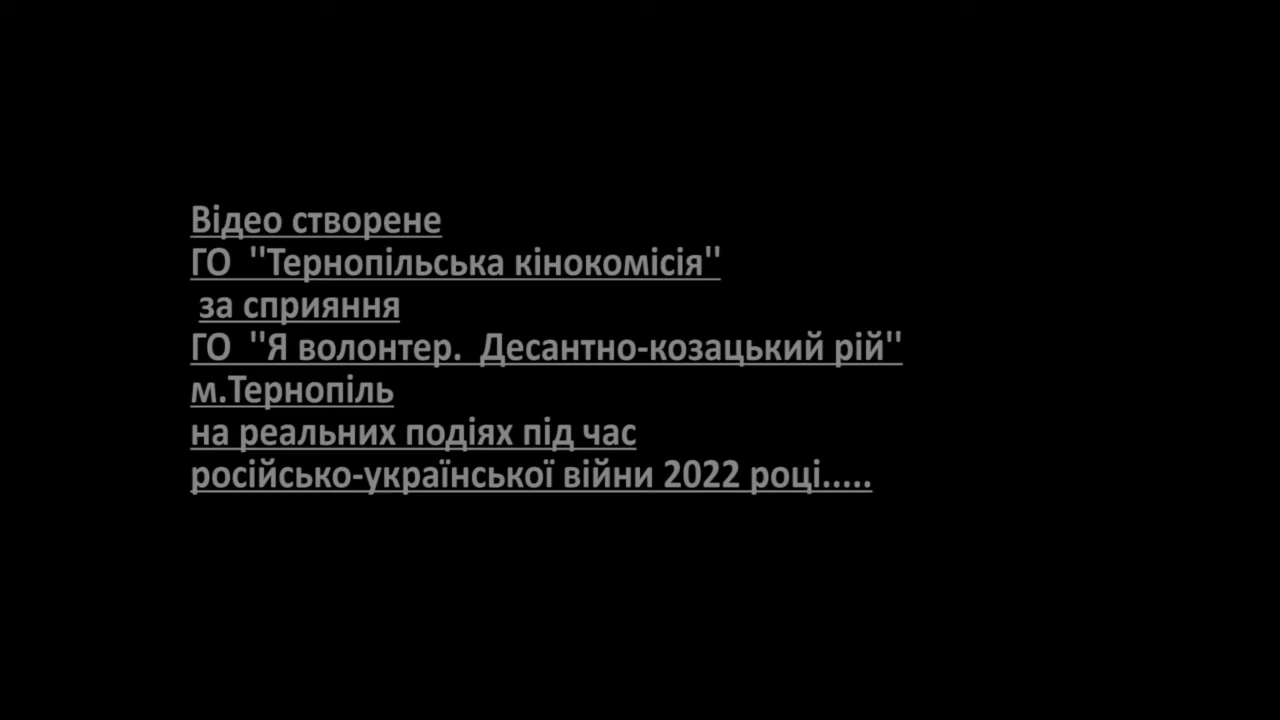 Відео створене
ГО  ''Тернопільська кінокомісія''
за сприяння
ГО  ''Я волонтер.  Десантно-козацький рій''
м.Тернопіль
на реальних подіях під час
російсько-української війни 2022 році.....